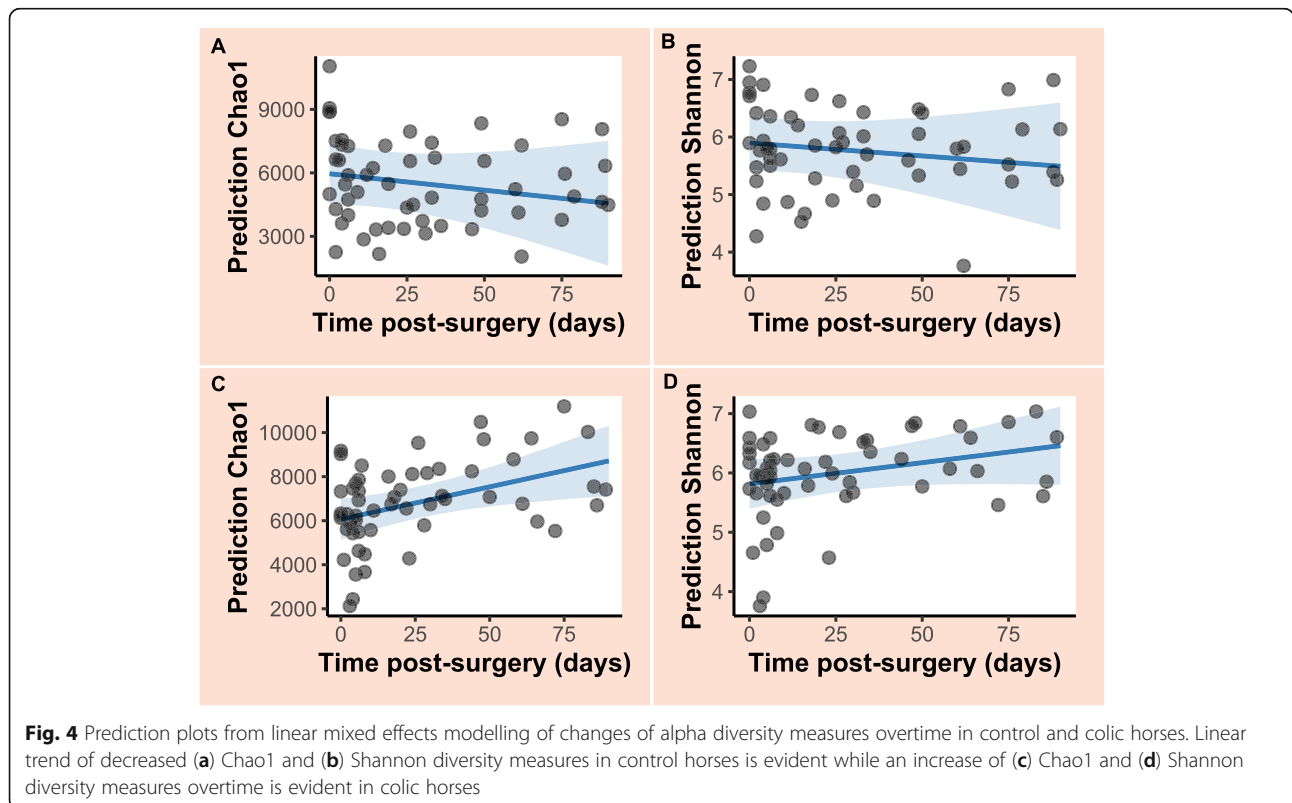 A
Prediction Chao1
9000
6000
3000
0 25 50 75
Time post-surgery (days)
B
Prediction Shannon
7
6
5
4
0 25 50 75
Time post-surgery (days)
C
Prediction Chao1
10000
8000
6000
4000
2000
0 25 50 75
Time post-surgery (days)
D
Prediction Shannon
7
6
5
4
0 25 50 75
Time post-surgery (days)
Fig. 4 Prediction plots from linear mixed effects modelling of changes of alpha diversity measures overtime in control and colic horses. Linear
trend of decreased (a) Chao1 and (b) Shannon diversity measures in control horses is evident while an increase of (c) Chao1 and (d) Shannon
diversity measures overtime is evident in colic horses